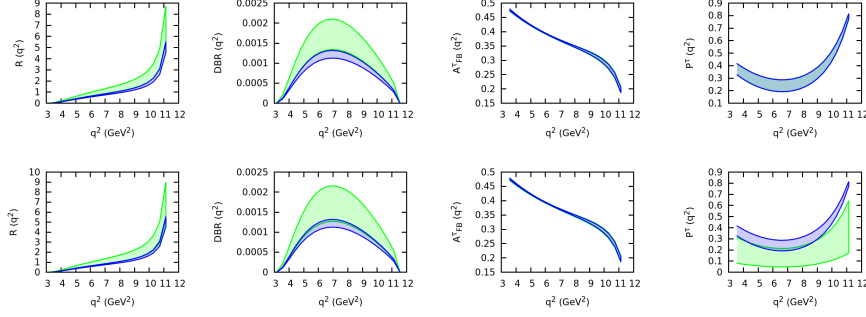 9
8
7
6
5
4
3
2
1
0
R (q²)
3 4 5 6 7 8 9 10 11 12
q² (GeV²)
0.0025
0.002
0.0015
0.001
0.0005
0
DBR (q²)
3 4 5 6 7 8 9 10 11 12
q² (GeV²)
0.5
0.45
0.4
0.35
0.3
0.25
0.2
0.15
A^τ_FB (q²)
3 4 5 6 7 8 9 10 11 12
q² (GeV²)
0.9
0.8
0.7
0.6
0.5
0.4
0.3
0.2
0.1
P^τ (q²)
3 4 5 6 7 8 9 10 11 12
q² (GeV²)
10
9
8
7
6
5
4
3
2
1
0
R (q²)
3 4 5 6 7 8 9 10 11 12
q² (GeV²)
0.0025
0.002
0.0015
0.001
0.0005
0
DBR (q²)
3 4 5 6 7 8 9 10 11 12
q² (GeV²)
0.5
0.45
0.4
0.35
0.3
0.25
0.2
0.15
A^τ_FB (q²)
3 4 5 6 7 8 9 10 11 12
q² (GeV²)
0.9
0.8
0.7
0.6
0.5
0.4
0.3
0.2
0.1
0
P^τ (q²)
3 4 5 6 7 8 9 10 11 12
q² (GeV²)